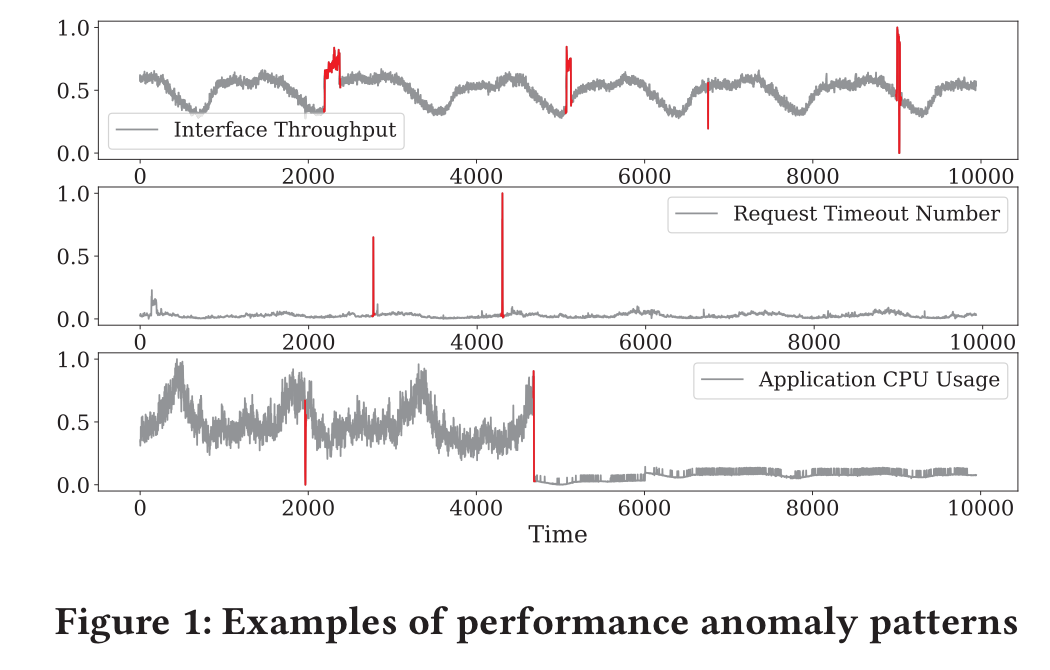 1.0
0.5
0.0
Interface Throughput
0 2000 4000 6000 8000 10000
1.0
0.5
0.0
Request Timeout Number
0 2000 4000 6000 8000 10000
1.0
0.5
0.0
Application CPU Usage
0 2000 4000 6000 8000 10000
Time
Figure 1: Examples of performance anomaly patterns